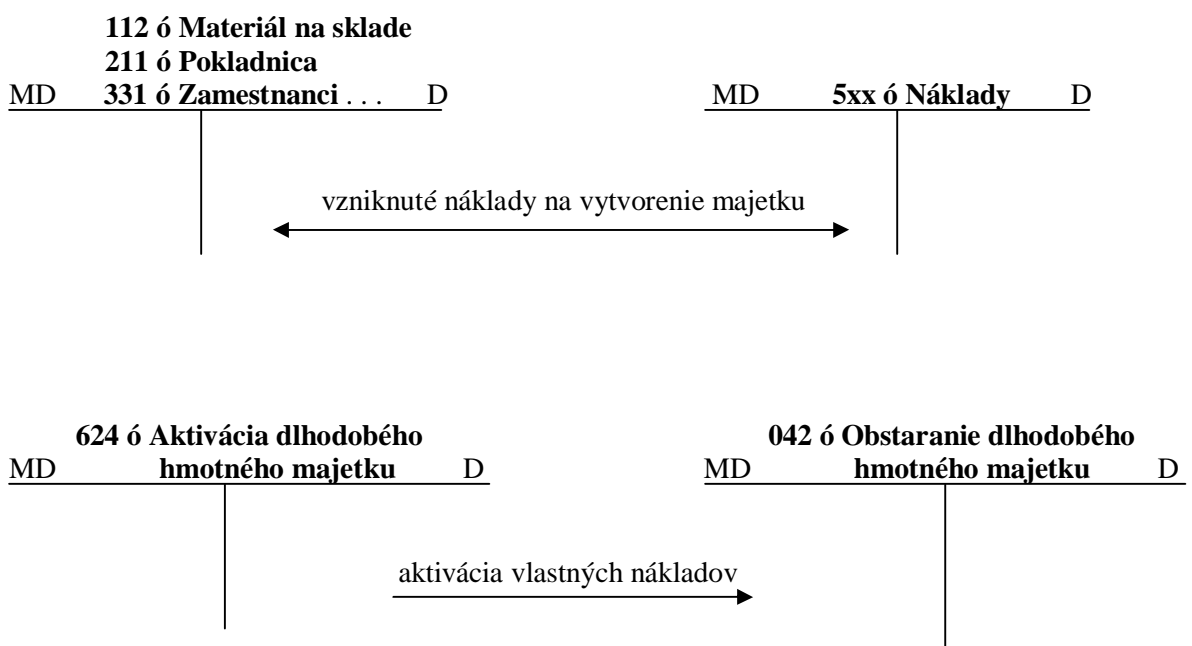 112 ó Materiál na sklade
211 ó Pokladnica
MD 331 ó Zamestnanci . . . D
MD 5xx ó Náklady D
vzniknuté náklady na vytvorenie majetku
624 ó Aktivácia dlhodobého
MD hmotného majetku D
042 ó Obstaranie dlhodobého
MD hmotného majetku D
aktivácia vlastných nákladov